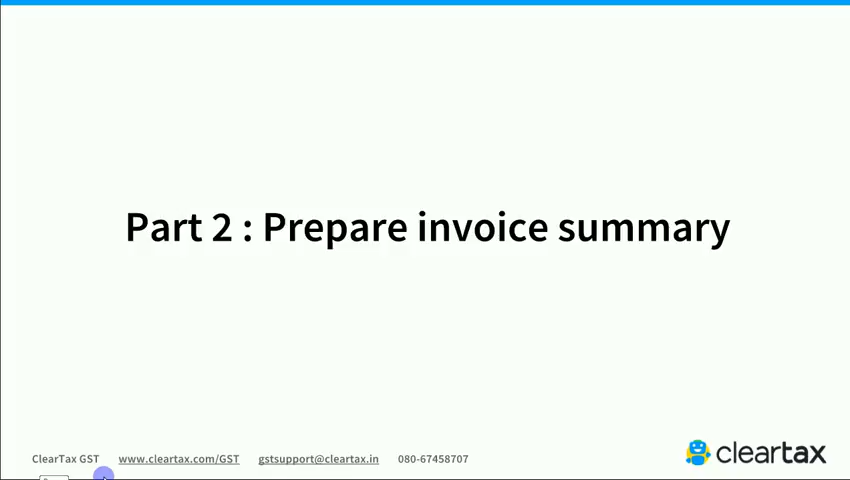 Part 2 : Prepare invoice summary
ClearTax GST www.cleartax.com/GST gstsupport@cleartax.in 080-67458707
cleartax